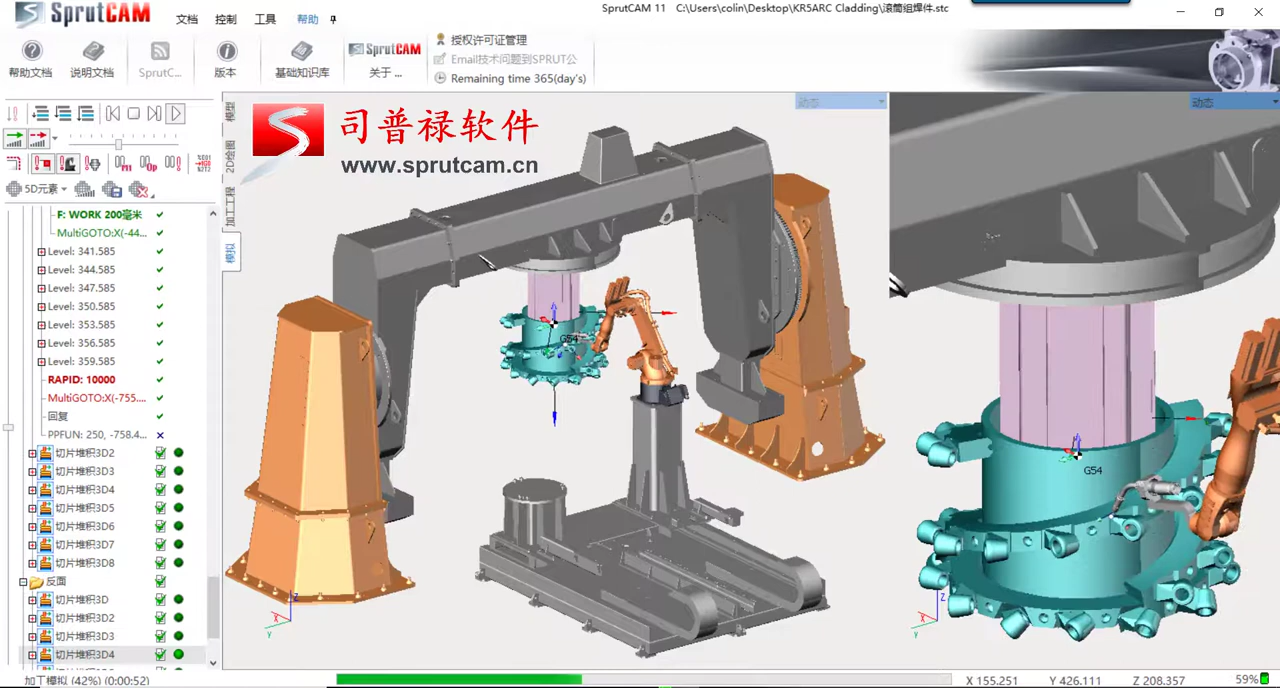 SprutCAM
文档 控制 工具 帮助
SprutCAM 11 C:\Users\colin\Desktop\KR5ARC Cladding\滚筒组焊件.stc
帮助文档 说明文档 SprutC... 版本 基础知识库
SprutCAM
关于 ...
授权许可证管理
Email技术问题到SPRUT公
Remaining time 365(day's)
5D元素
模型
2D绘图
加工工程
模拟
F: WORK 200毫米
MultiGOTO:X(-44...
Level: 341.585
Level: 344.585
Level: 347.585
Level: 350.585
Level: 353.585
Level: 356.585
Level: 359.585
RAPID: 10000
MultiGOTO:X(-755....
回复
PPFUN: 250, -758.4...
切片堆积3D2
切片堆积3D3
切片堆积3D4
切片堆积3D5
切片堆积3D6
切片堆积3D7
切片堆积3D8
反面
切片堆积3D
切片堆积3D2
切片堆积3D3
切片堆积3D4
司普禄软件
www.sprutcam.cn
动态
动态
G54
G54
Z
X
Y
Z
X
Y
加工模拟 (42%) (0:00:52)
X 155.251 Y 426.111 Z 208.357 59%